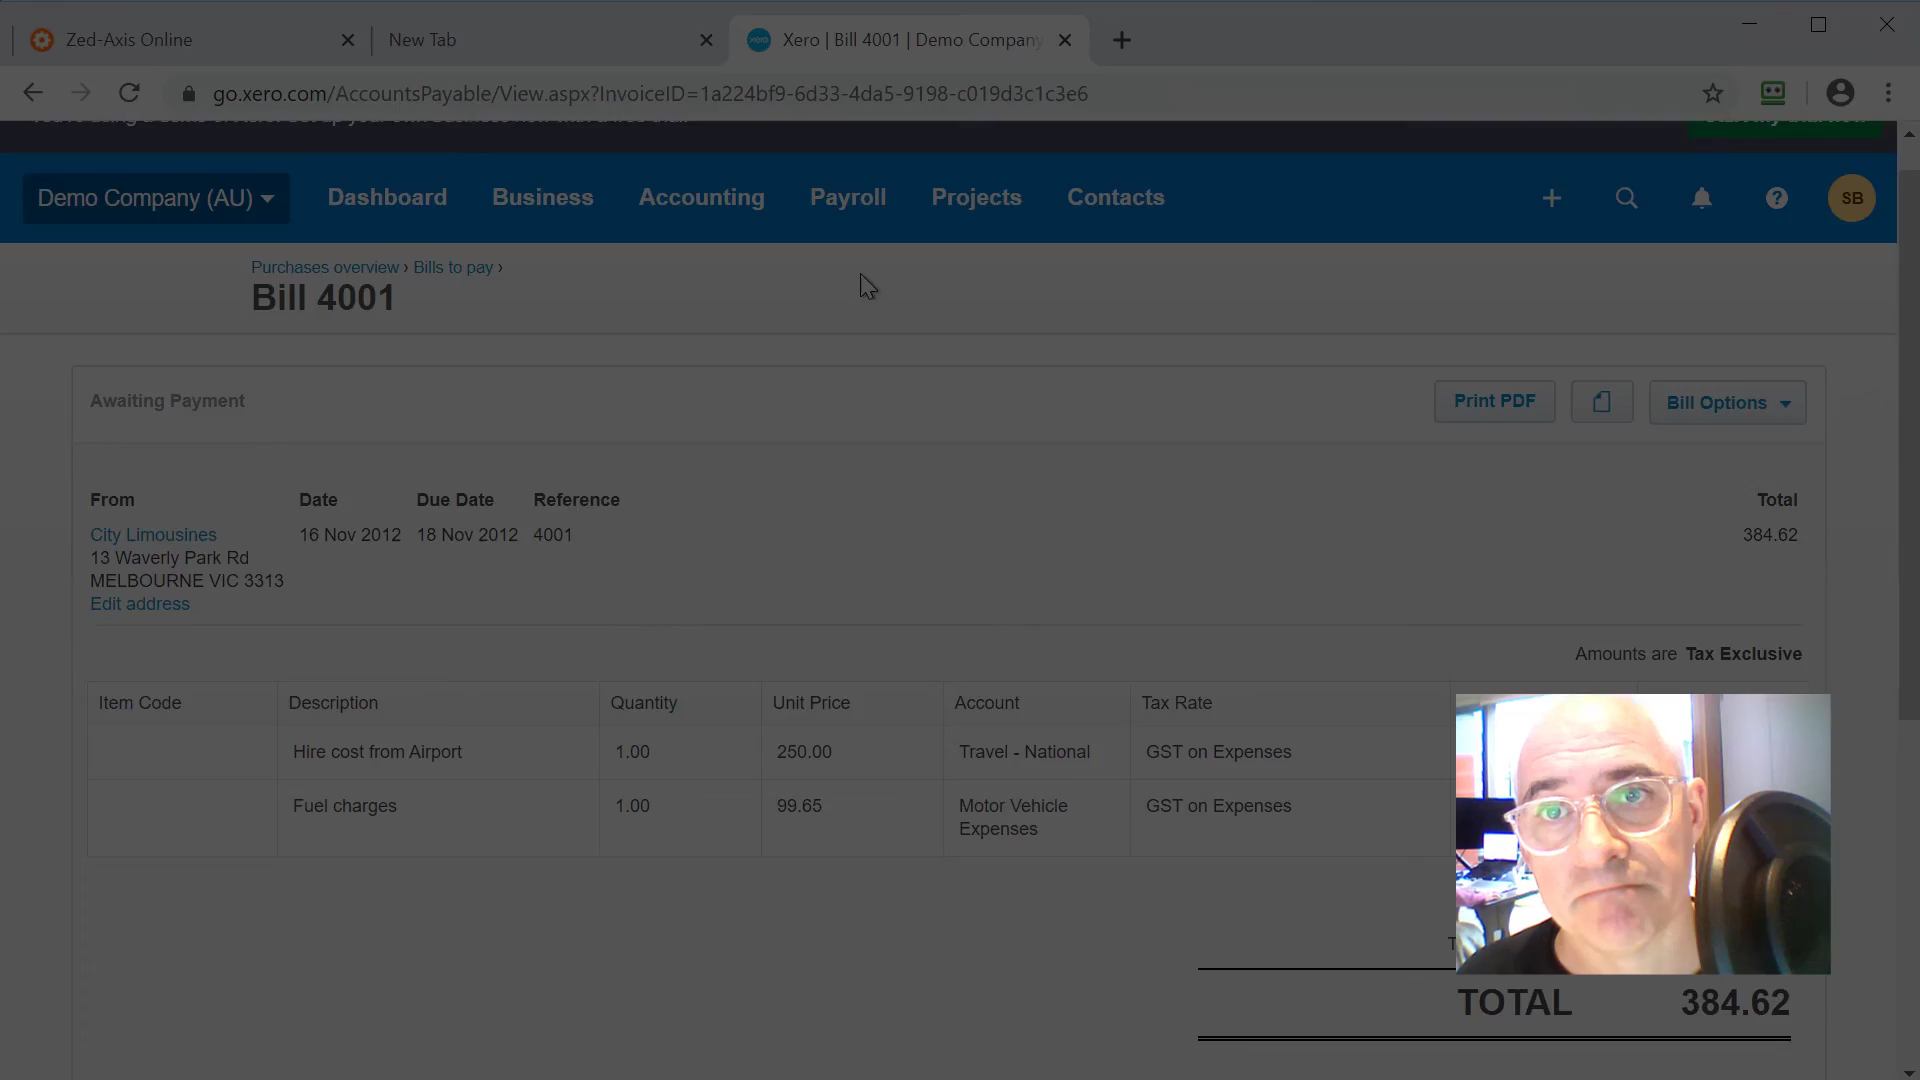 Zed-Axis Online
New Tab
Xero | Bill 4001 | Demo Company
go.xero.com/AccountsPayable/View.aspx?InvoiceID=1a224bf9-6d33-4da5-9198-c019d3c1c3e6
Demo Company (AU)
Dashboard
Business
Accounting
Payroll
Projects
Contacts
SB
Purchases overview › Bills to pay ›
Bill 4001
Awaiting Payment
Print PDF
Bill Options
From
Date
Due Date
Reference
Total
City Limousines
16 Nov 2012
18 Nov 2012
4001
384.62
13 Waverly Park Rd
MELBOURNE VIC 3313
Edit address
Amounts are Tax Exclusive
Item Code
Description
Quantity
Unit Price
Account
Tax Rate
Hire cost from Airport
1.00
250.00
Travel - National
GST on Expenses
Fuel charges
1.00
99.65
Motor Vehicle
Expenses
GST on Expenses
TOTAL 384.62